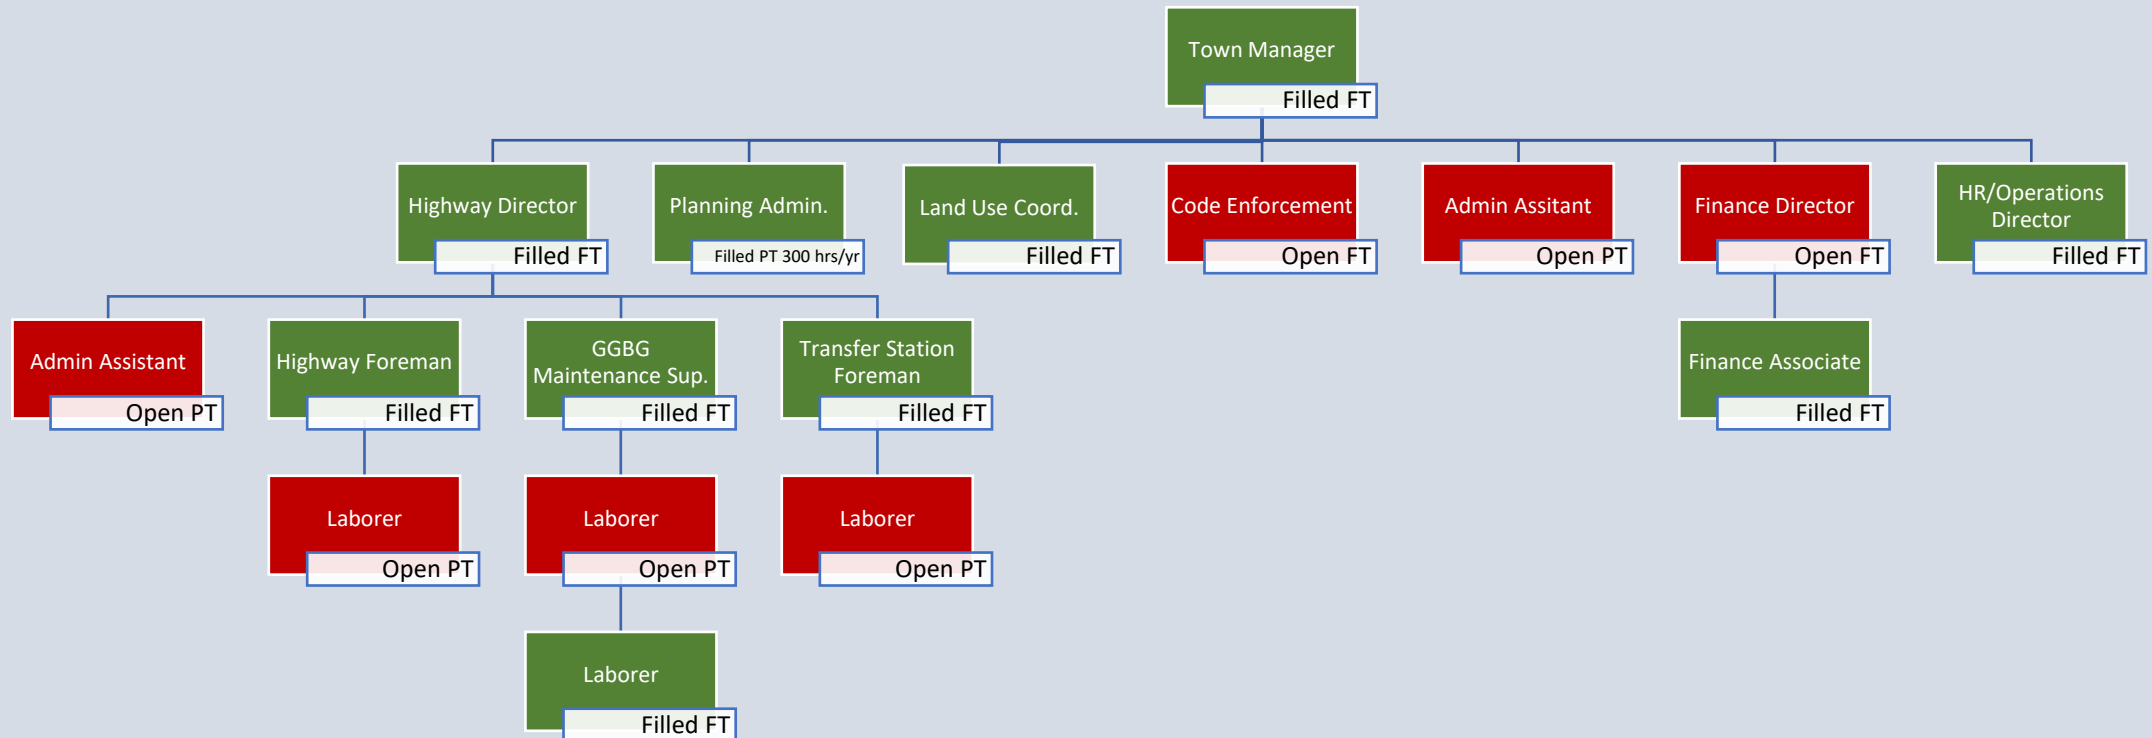 Town Manager
Filled FT
Highway Director
Filled FT
Planning Admin.
Filled PT 300 hrs/yr
Land Use Coord.
Filled FT
Code Enforcement
Open FT
Admin Assitant
Open PT
Finance Director
Open FT
HR/Operations
Director
Filled FT
Admin Assistant
Open PT
Highway Foreman
Filled FT
GGBG
Maintenance Sup.
Filled FT
Transfer Station
Foreman
Filled FT
Finance Associate
Filled FT
Laborer
Open PT
Laborer
Open PT
Laborer
Open PT
Laborer
Filled FT